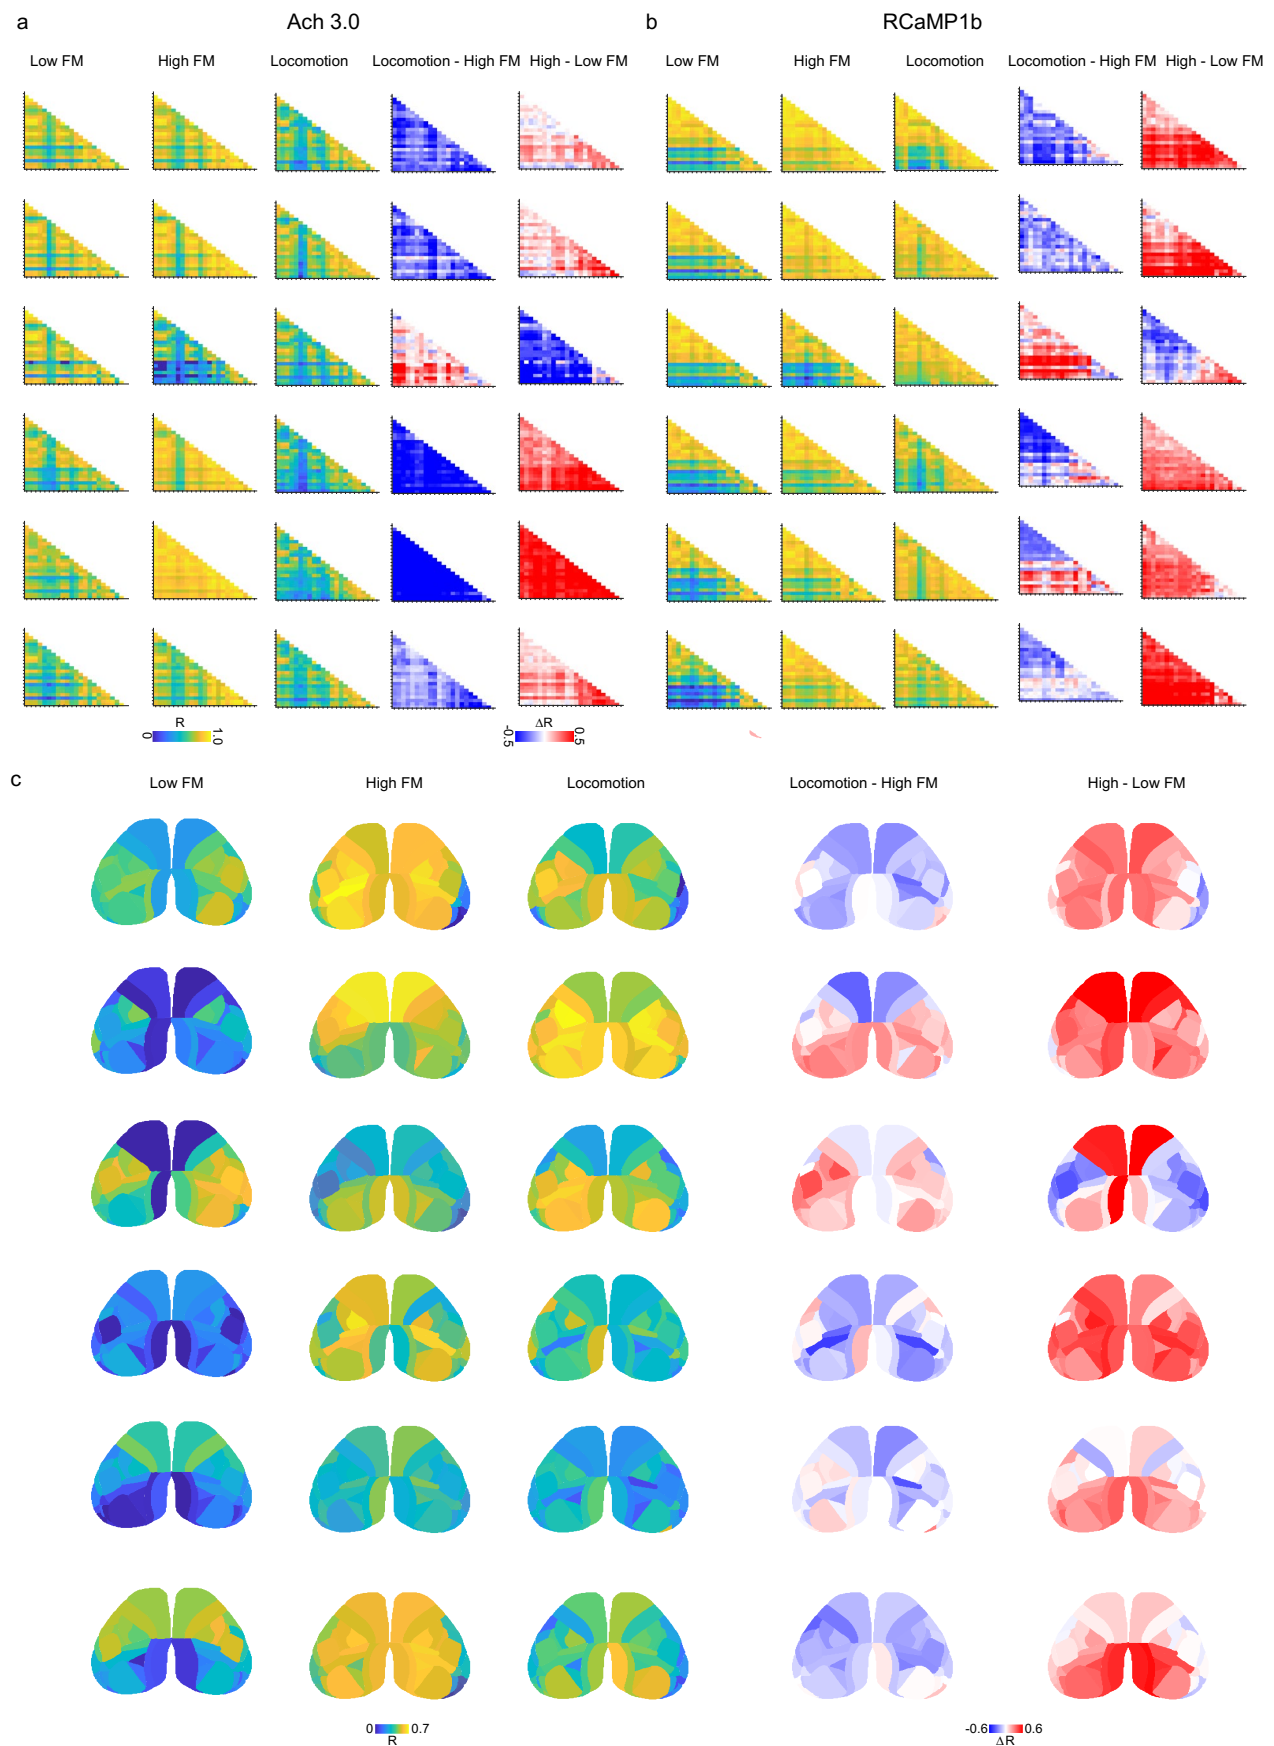 a Ach 3.0 b RCaMP1b
Low FM High FM Locomotion Locomotion - High FM High - Low FM Low FM High FM Locomotion Locomotion - High FM High - Low FM
R
0 1.0
ΔR
-0.5 0.5
c Low FM High FM Locomotion Locomotion - High FM High - Low FM
0 0.7
R
-0.6 0.6
ΔR